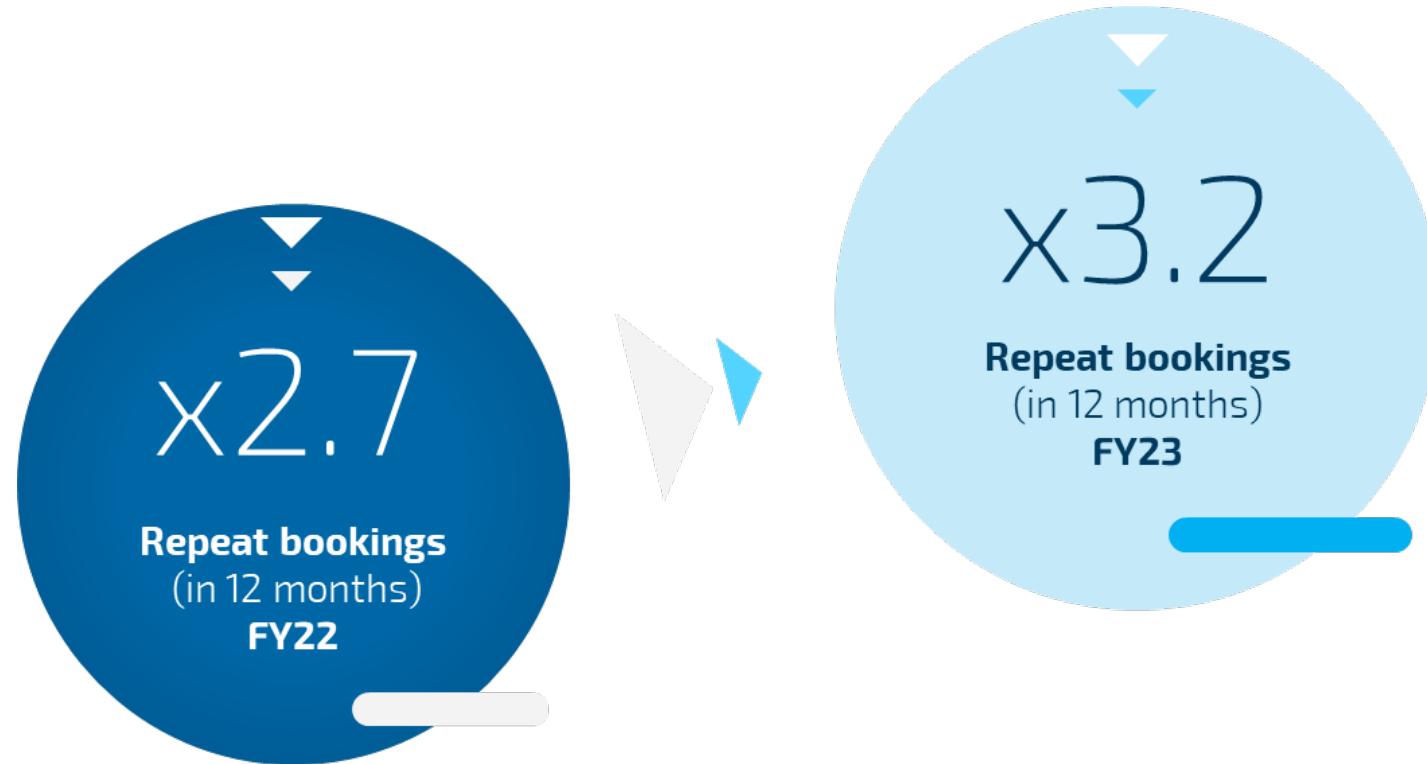 x2.7
Repeat bookings
(in 12 months)
FY22
x3.2
Repeat bookings
(in 12 months)
FY23